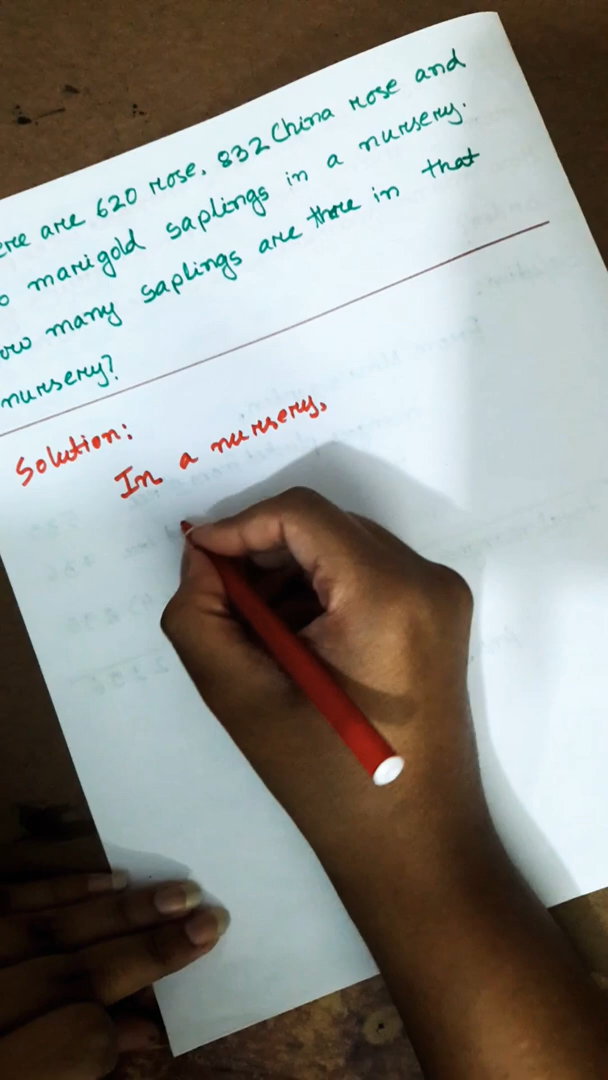 ere are 620 rose, 832 China rose and
o marigold saplings in a nursery.
ow many saplings are there in that
nursery?
Solution:
In a nursery,